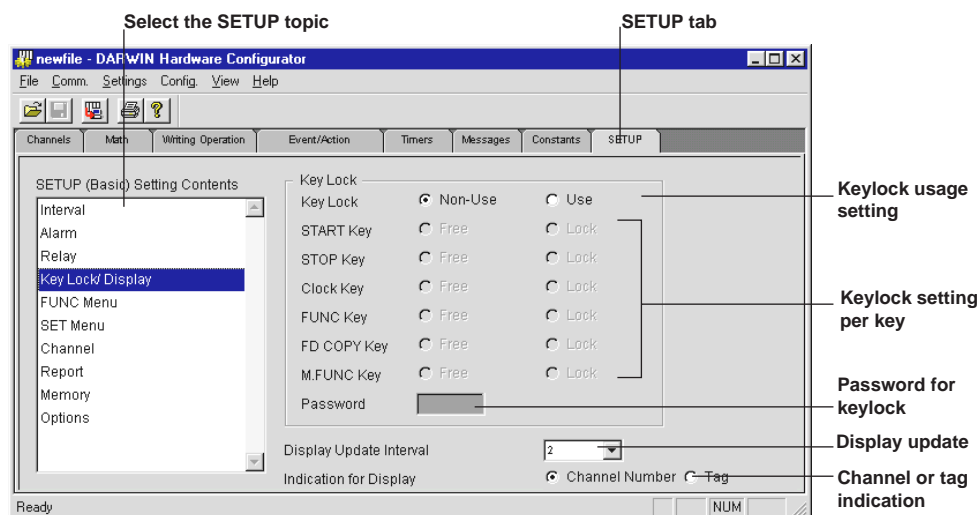 Select the SETUP topic
SETUP tab
newfile - DARWIN Hardware Configurator
File Comm. Settings Config. View Help
Channels Math Writing Operation Event/Action Timers Messages Constants SETUP
SETUP (Basic) Setting Contents
Interval
Alarm
Relay
Key Lock/ Display
FUNC Menu
SET Menu
Channel
Report
Memory
Options
Key Lock
Key Lock Non-Use Use
START Key Free Lock
STOP Key Free Lock
Clock Key Free Lock
FUNC Key Free Lock
FD COPY Key Free Lock
M.FUNC Key Free Lock
Password
Display Update Interval 2
Indication for Display Channel Number Tag
Ready NUM
Keylock usage
setting
Keylock setting
per key
Password for
keylock
Display update
Channel or tag
indication